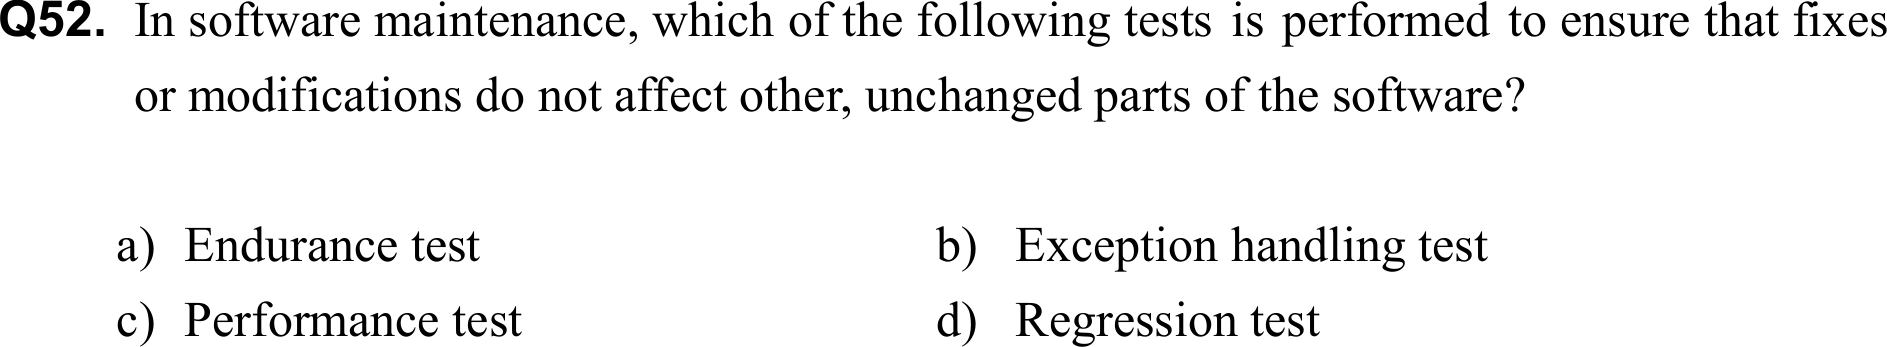 Q52. In software maintenance, which of the following tests is performed to ensure that fixes
or modifications do not affect other, unchanged parts of the software?
a) Endurance test b) Exception handling test
c) Performance test d) Regression test